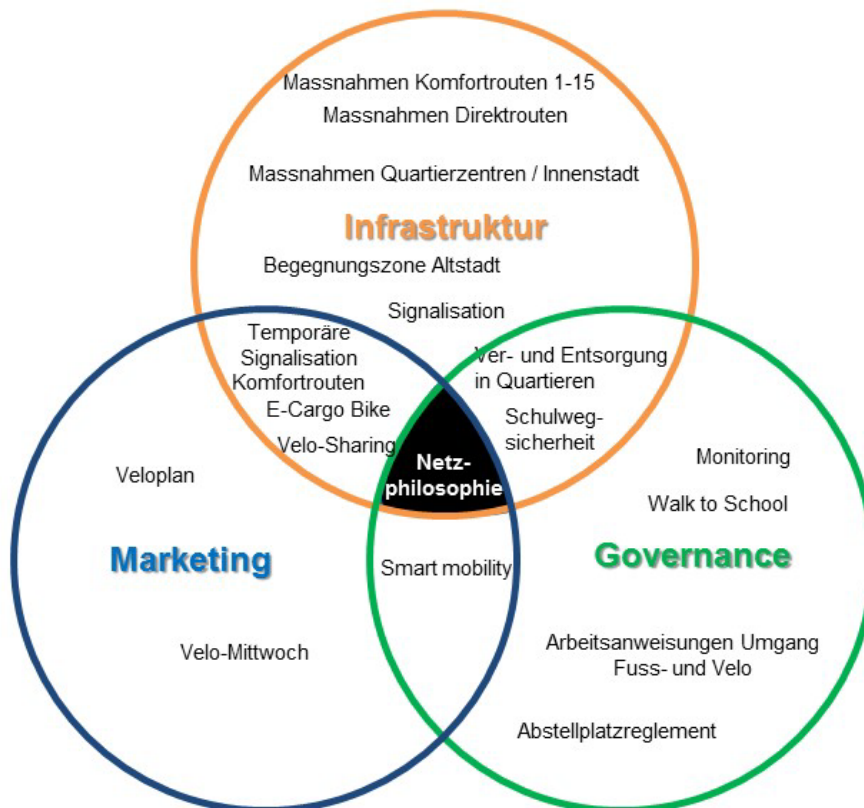 Massnahmen Komfortrouten 1-15
Massnahmen Direktrouten
Massnahmen Quartierzentren / Innenstadt
Infrastruktur
Begegnungszone Altstadt
Signalisation
Temporäre
Signalisation
Komfortrouten
E-Cargo Bike
Velo-Sharing
Ver- und Entsorgung
in Quartieren
Schulweg-
sicherheit
Netz-
philosophie
Veloplan
Marketing
Velo-Mittwoch
Smart mobility
Monitoring
Walk to School
Governance
Arbeitsanweisungen Umgang
Fuss- und Velo
Abstellplatzreglement